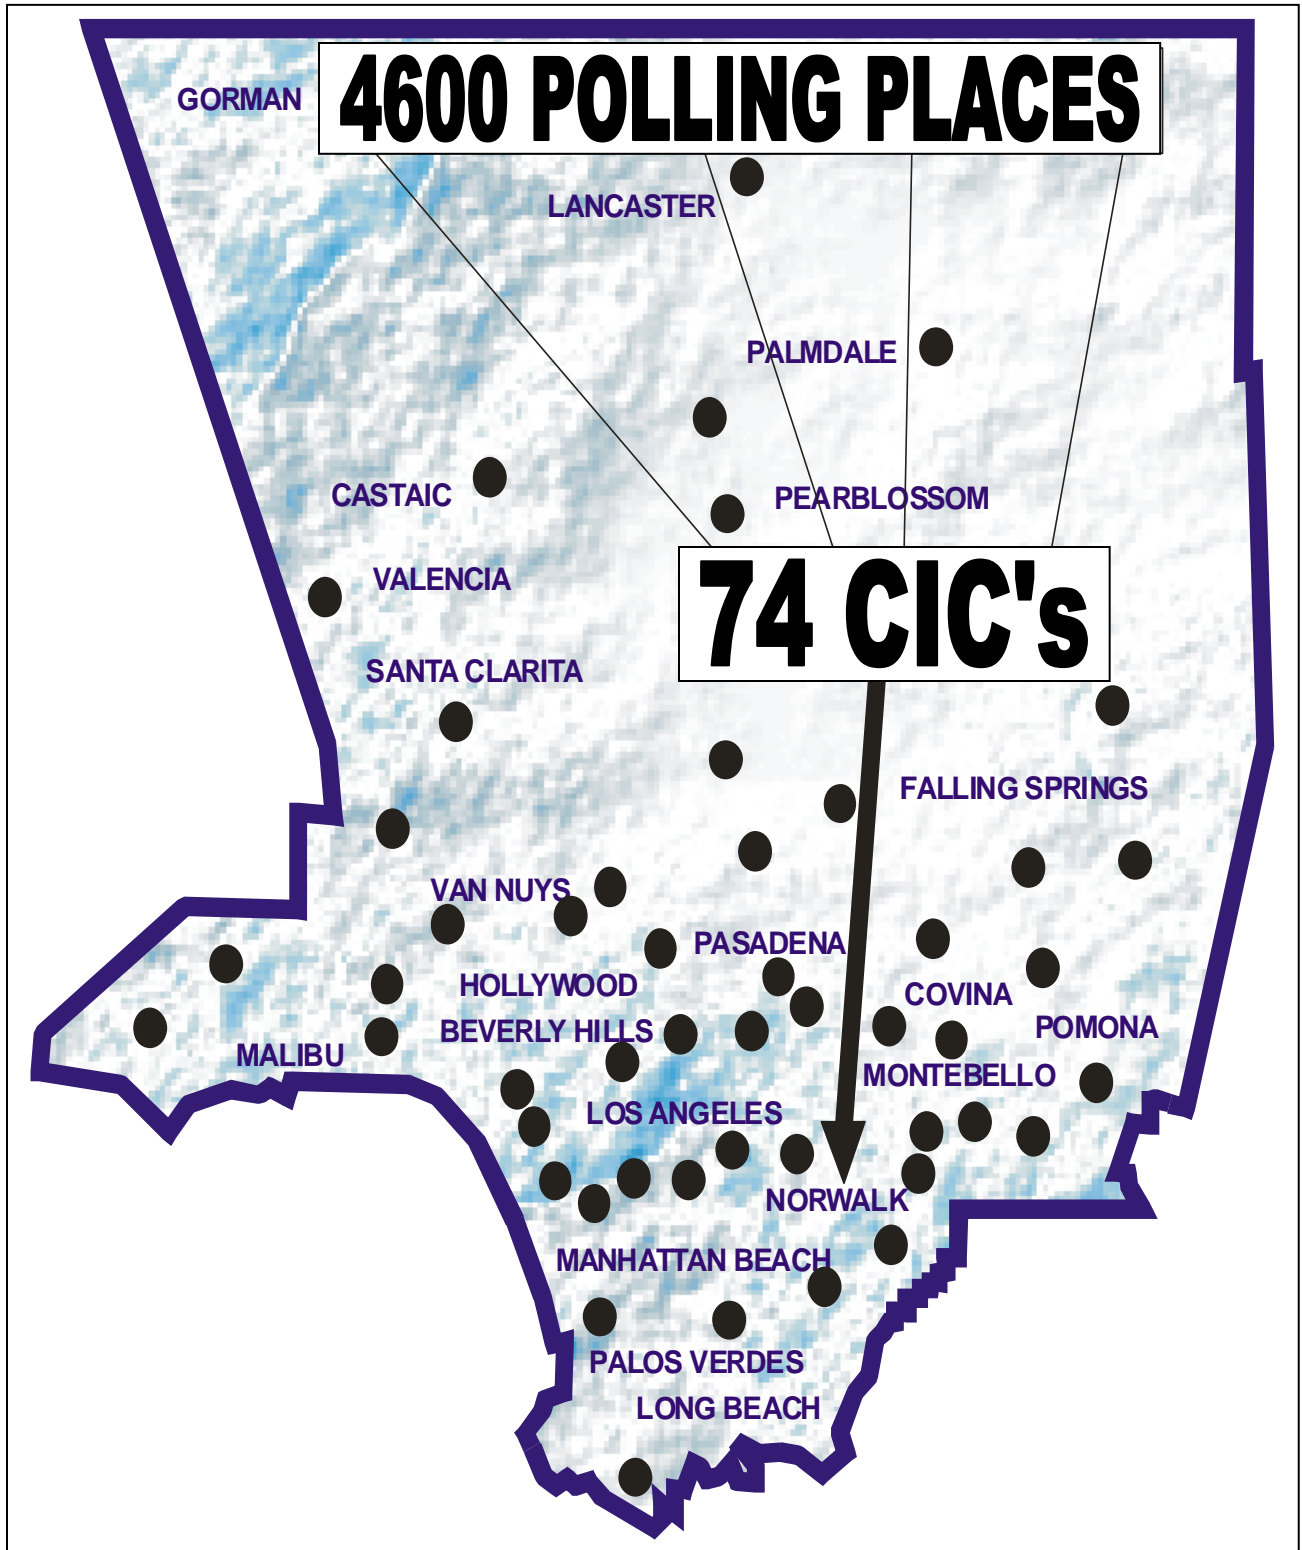 GORMAN
4600 POLLING PLACES
LANCASTER
PALMDALE
CASTAIC
PEARBLOSSOM
VALENCIA
74 CIC's
SANTA CLARITA
FALLING SPRINGS
VAN NUYS
PASADENA
HOLLYWOOD
COVINA
BEVERLY HILLS
POMONA
MALIBU
MONTEBELLO
LOS ANGELES
NORWALK
MANHATTAN BEACH
PALOS VERDES
LONG BEACH